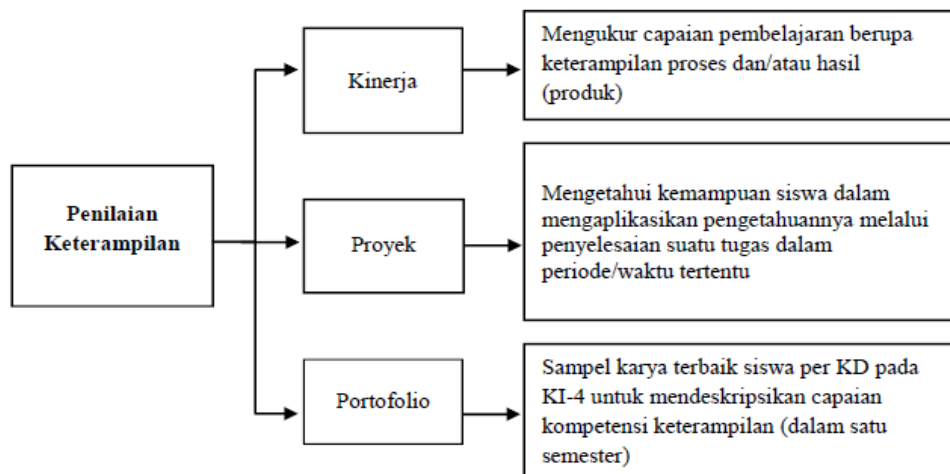 Penilaian
Keterampilan
Kinerja
Mengukur capaian pembelajaran berupa
keterampilan proses dan/atau hasil
(produk)
Proyek
Mengetahui kemampuan siswa dalam
mengaplikasikan pengetahuannya melalui
penyelesaian suatu tugas dalam
periode/waktu tertentu
Portofolio
Sampel karya terbaik siswa per KD pada
KI-4 untuk mendeskripsikan capaian
kompetensi keterampilan (dalam satu
semester)